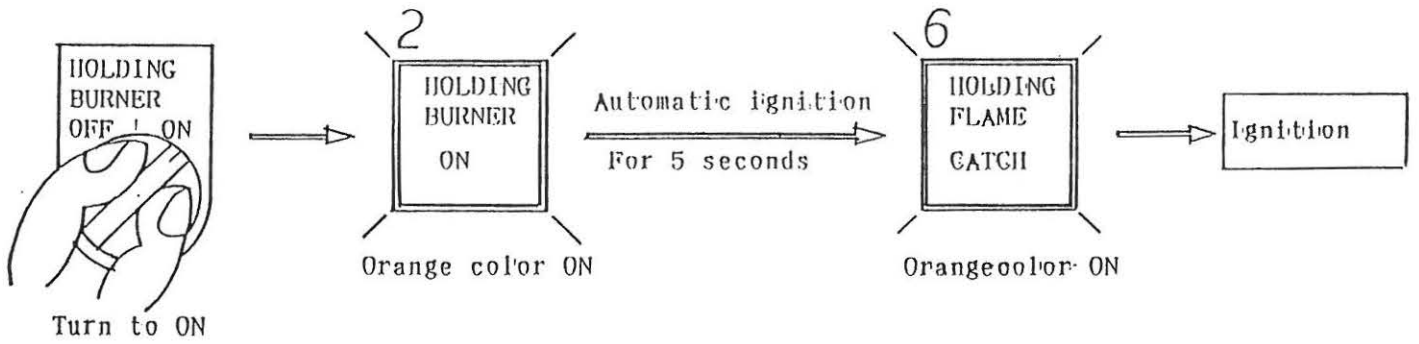 HOLDING
BURNER
OFF ON
Turn to ON
2
HOLDING
BURNER
ON
Orange color ON
Automatic ignition
For 5 seconds
6
HOLDING
FLAME
CATCH
Orangecolor ON
Ignition